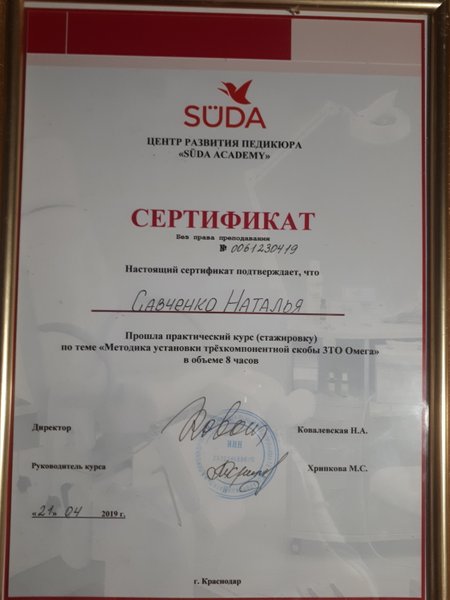 SÜDA
ЦЕНТР РАЗВИТИЯ ПЕДИКЮРА
«SÜDA ACADEMY»
СЕРТИФИКАТ
Без права преподавания
№ 0061230419
Настоящий сертификат подтверждает, что
Савченко Наталья
Прошла практический курс (стажировку)
по теме «Методика установки трёхкомпонентной скобы 3ТО Омега»
в объеме 8 часов
Директор
Ковалевская Н.А.
ИНН
Руководитель курса
Хрипкова М.С.
«21» 04 2019 г.
г. Краснодар